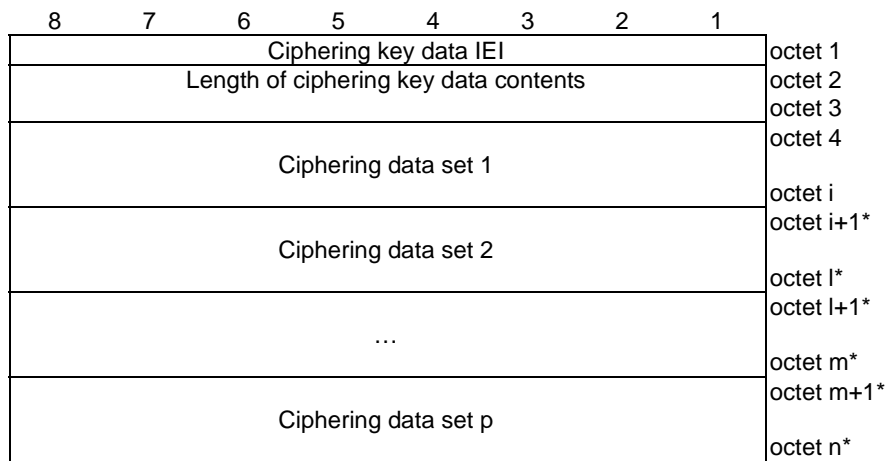 8 7 6 5 4 3 2 1
Ciphering key data IEI octet 1
Length of ciphering key data contents octet 2
octet 3
octet 4
Ciphering data set 1
octet i
octet i+1*
Ciphering data set 2
octet l*
octet l+1*
…
octet m*
octet m+1*
Ciphering data set p
octet n*